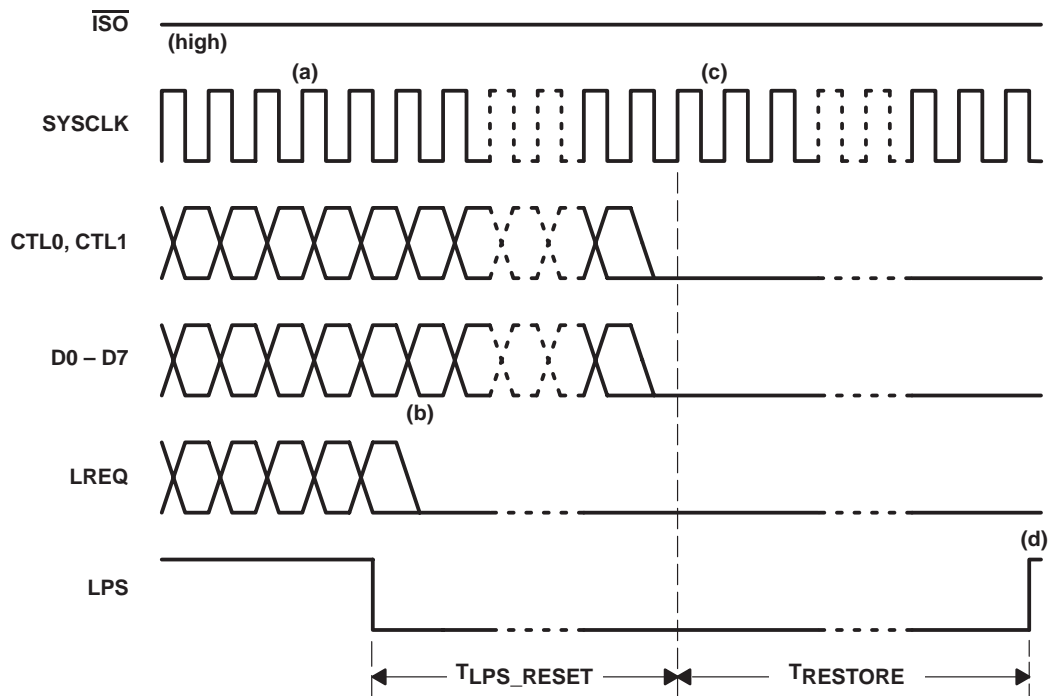 ISO
(high)
(a)
(c)
SYSCLK
CTL0, CTL1
D0 – D7
(b)
LREQ
(d)
LPS
TLPS_RESET
TRESTORE